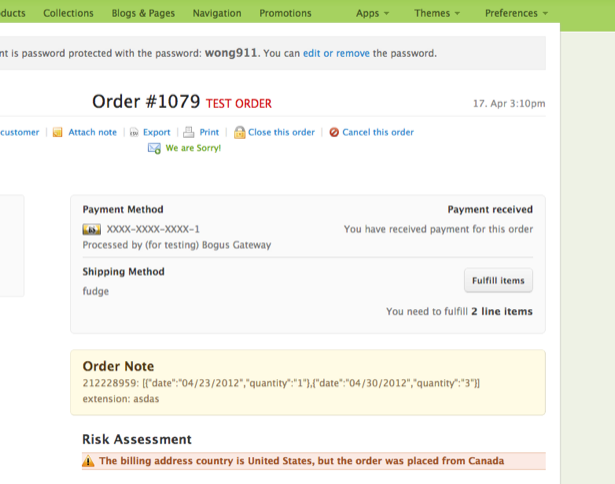 ducts Collections Blogs & Pages Navigation Promotions Apps Themes Preferences
nt is password protected with the password: wong911. You can edit or remove the password.
Order #1079 TEST ORDER 17. Apr 3:10pm
customer Attach note Export Print Close this order Cancel this order
We are Sorry!
Payment Method Payment received
XXXX-XXXX-XXXX-1 You have received payment for this order
Processed by (for testing) Bogus Gateway
Shipping Method
Fulfill items
fudge
You need to fulfill 2 line items
Order Note
212228959: [{"date":"04/23/2012","quantity":"1"},{"date":"04/30/2012","quantity":"3"}]
extension: asdas
Risk Assessment
The billing address country is United States, but the order was placed from Canada